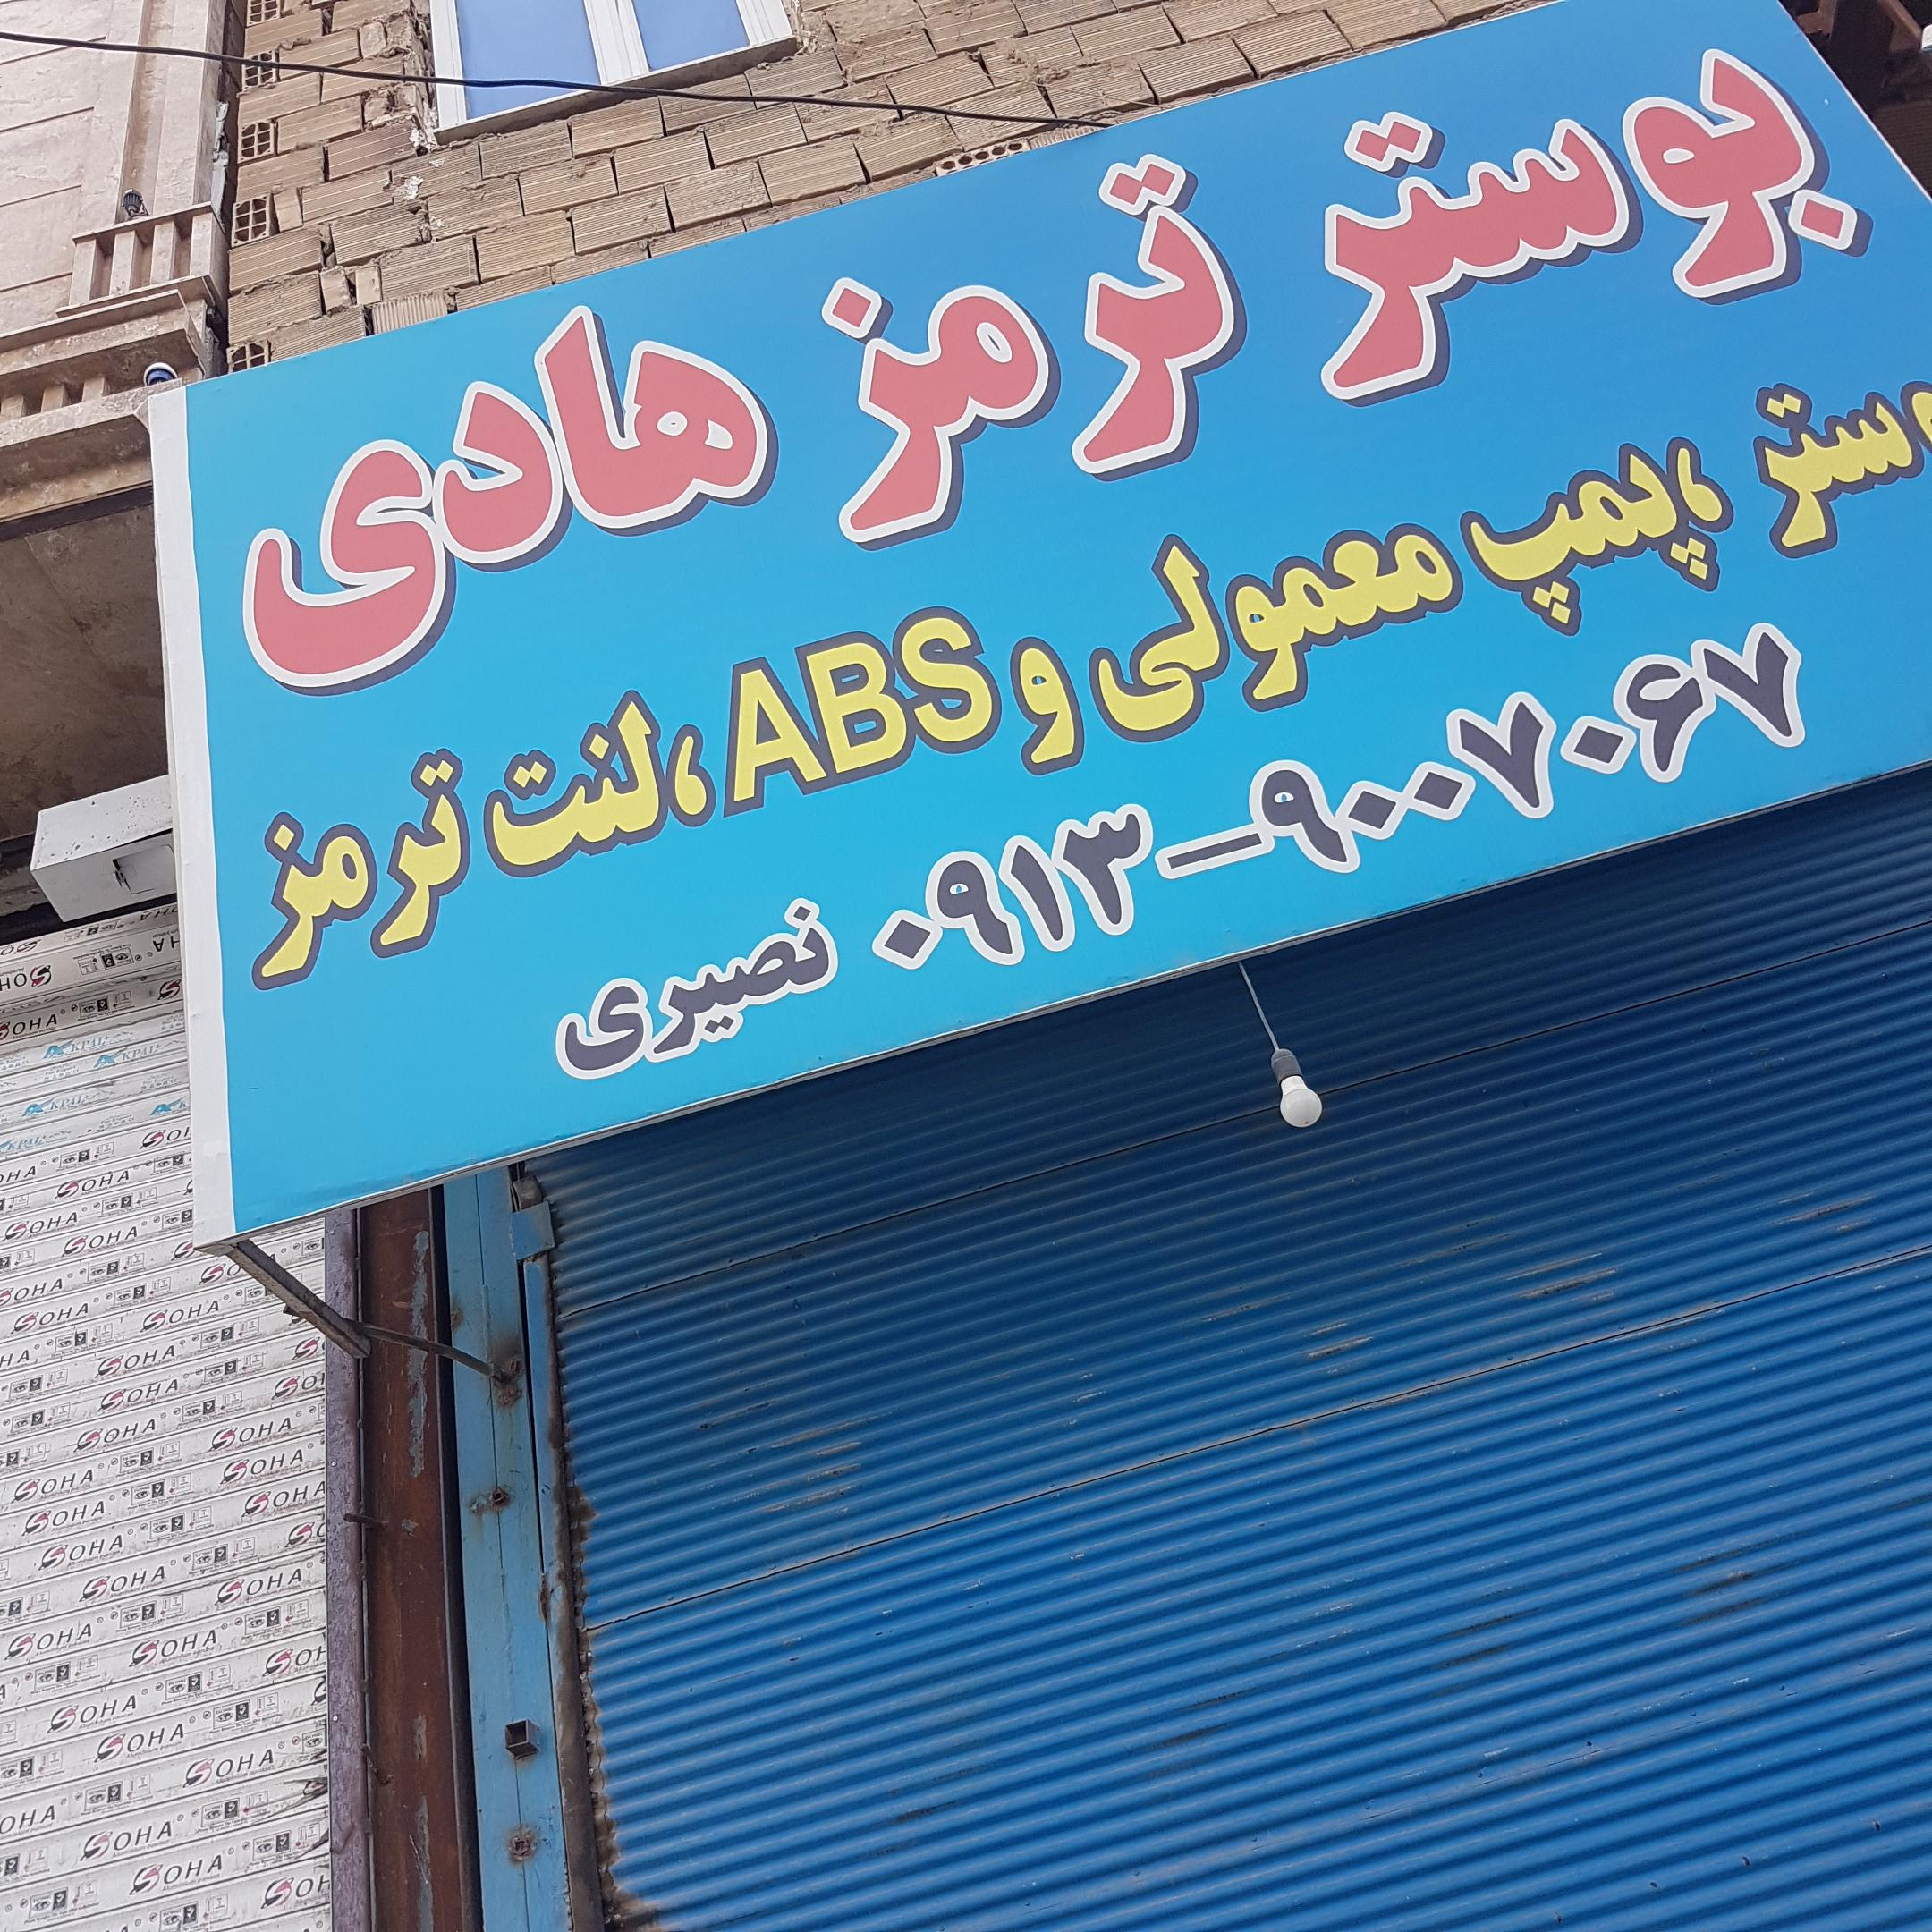 بوستر ترمز هادی
بوستر ،پمپ معمولی و ABS ،لنت ترمز
۰۹۱۳-۹۰۰۷۰۶۷ نصیری
SOHA